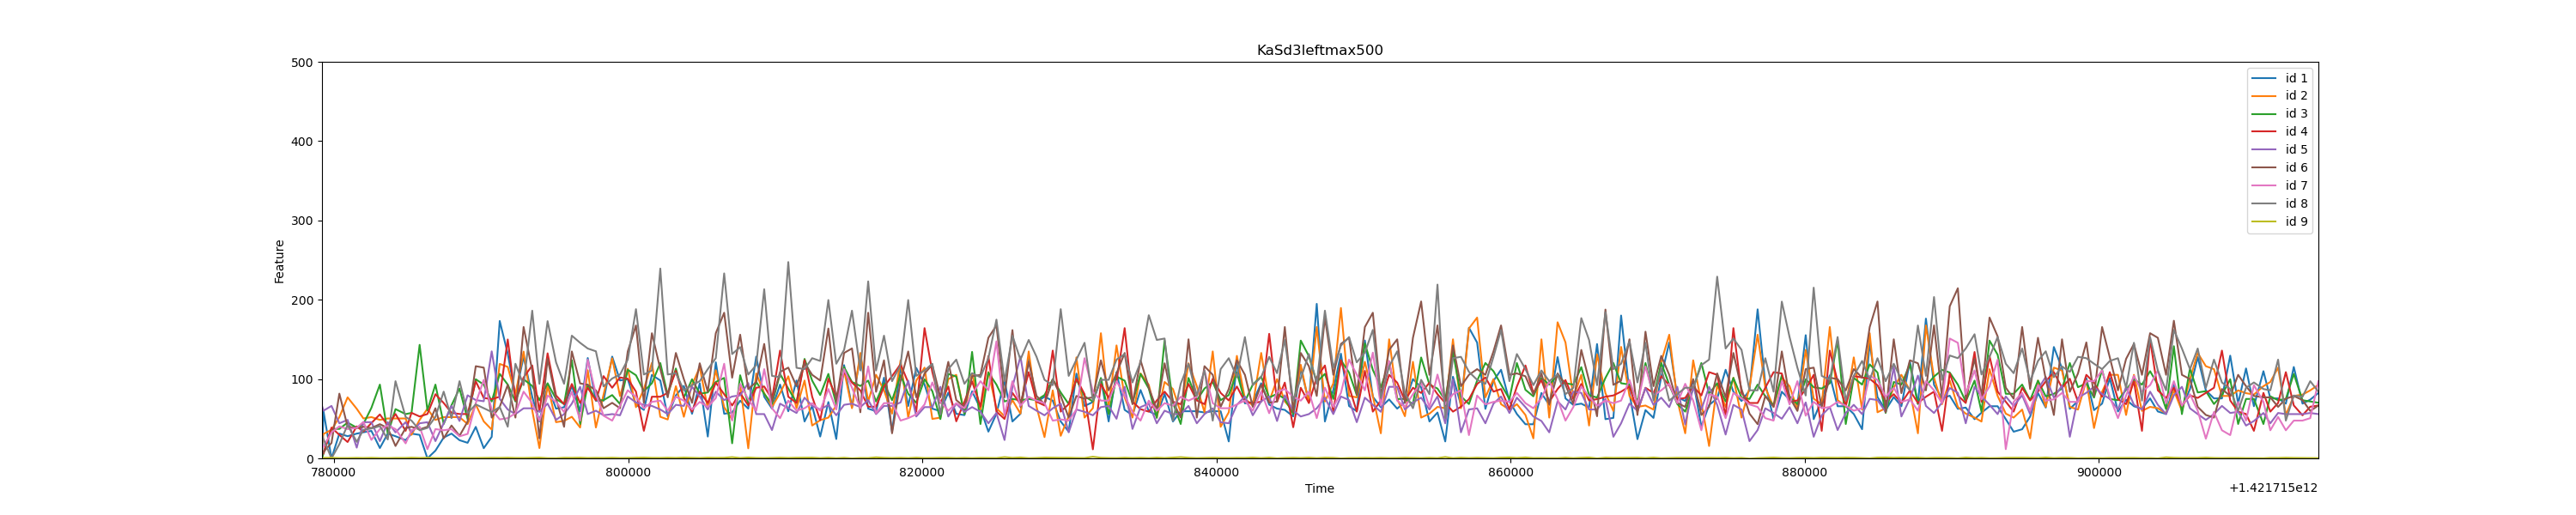 KaSd3leftmax500
500
400
300
200
100
0
Feature
780000 800000 820000 840000 860000 880000 900000
Time
+1.421715e12
id 1
id 2
id 3
id 4
id 5
id 6
id 7
id 8
id 9